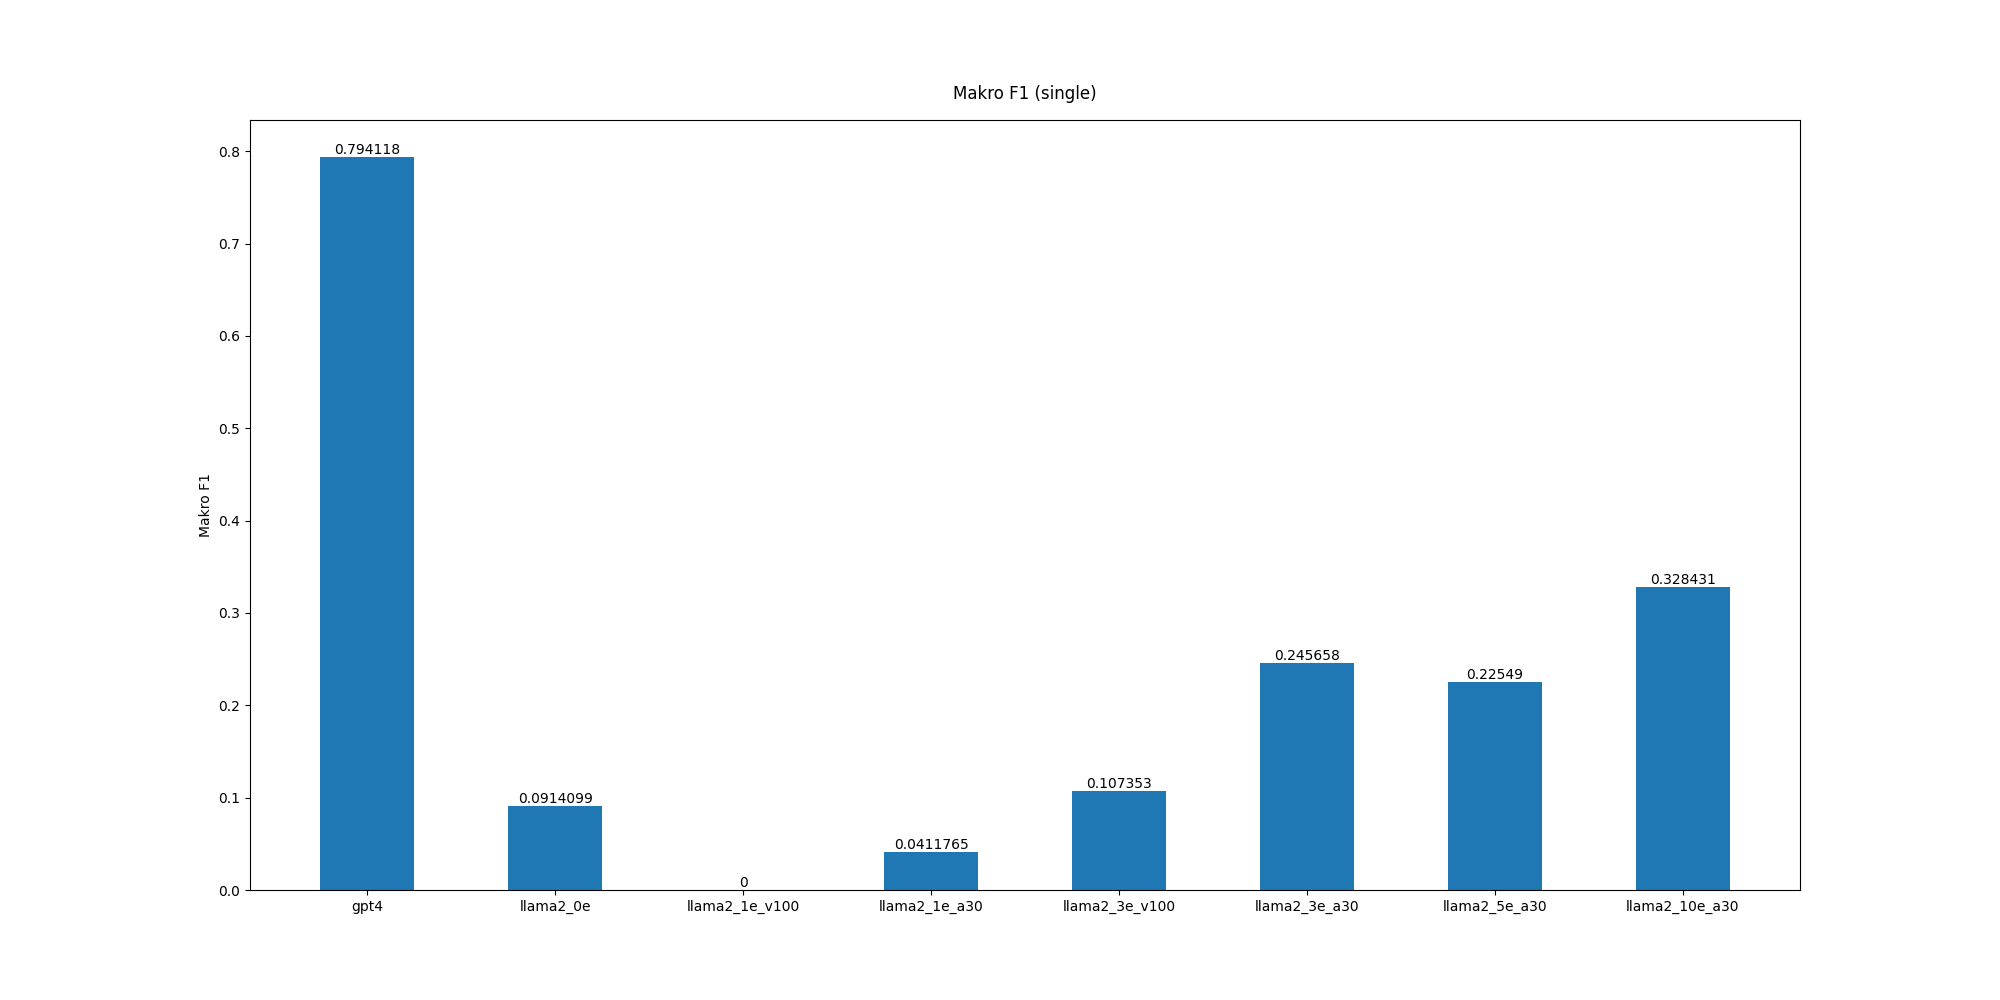 Makro F1 (single)
Makro F1
0.8
0.7
0.6
0.5
0.4
0.3
0.2
0.1
0.0
0.794118
0.0914099
0
0.0411765
0.107353
0.245658
0.22549
0.328431
gpt4
llama2_0e
llama2_1e_v100
llama2_1e_a30
llama2_3e_v100
llama2_3e_a30
llama2_5e_a30
llama2_10e_a30